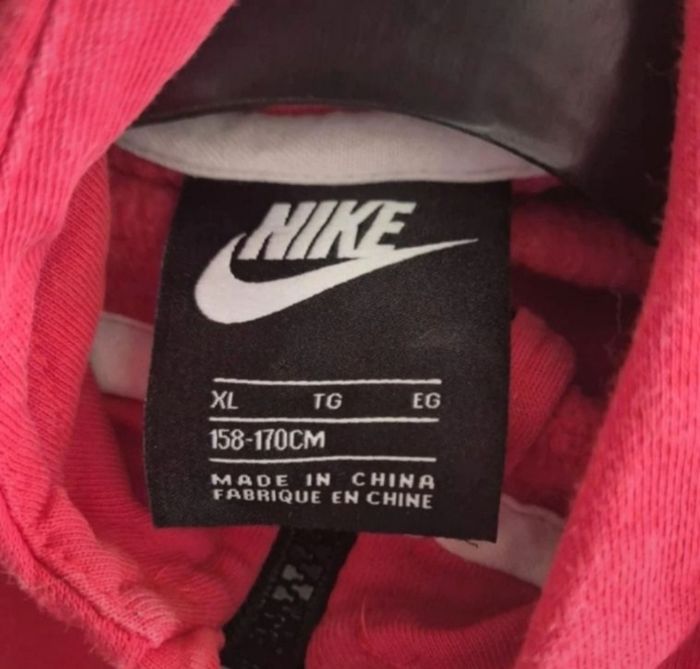 NIKE
XL TG EG
158-170CM
MADE IN CHINA
FABRIQUE EN CHINE